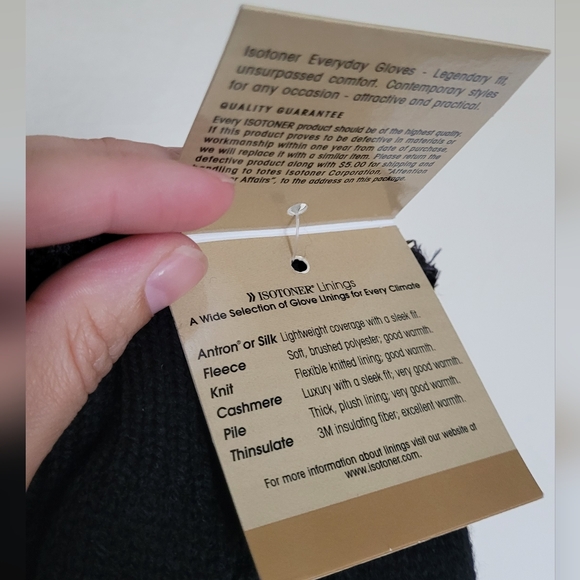 Isotoner Everyday Gloves - Legendary fit,
unsurpassed comfort. Contemporary styles
for any occasion - attractive and practical.
QUALITY GUARANTEE
Every ISOTONER product should be of the highest quality.
If this product proves to be defective in materials or
workmanship within one year from date of purchase,
we will replace it with a similar item. Please return the
defective product along with $5.00 for shipping and
handling to totes Isotoner Corporation, "Attention
Affairs", to the address on this package.
ISOTONER® Linings
A Wide Selection of Glove Linings for Every Climate
Antron® or Silk Lightweight coverage with a sleek fit.
Fleece Soft, brushed polyester; good warmth.
Knit Flexible knitted lining; good warmth.
Cashmere Luxury with a sleek fit; very good warmth.
Pile Thick, plush lining; very good warmth.
Thinsulate 3M insulating fiber; excellent warmth.
For more information about linings visit our website at
www.isotoner.com.